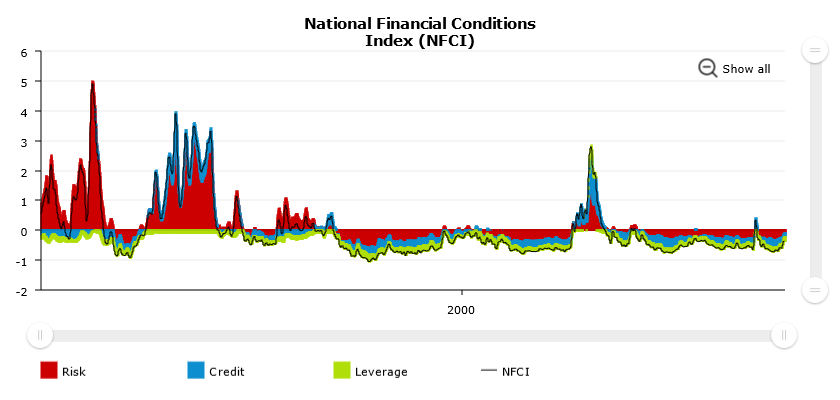 National Financial Conditions
Index (NFCI)
Show all
6
5
4
3
2
1
0
-1
-2
2000
Risk
Credit
Leverage
NFCI